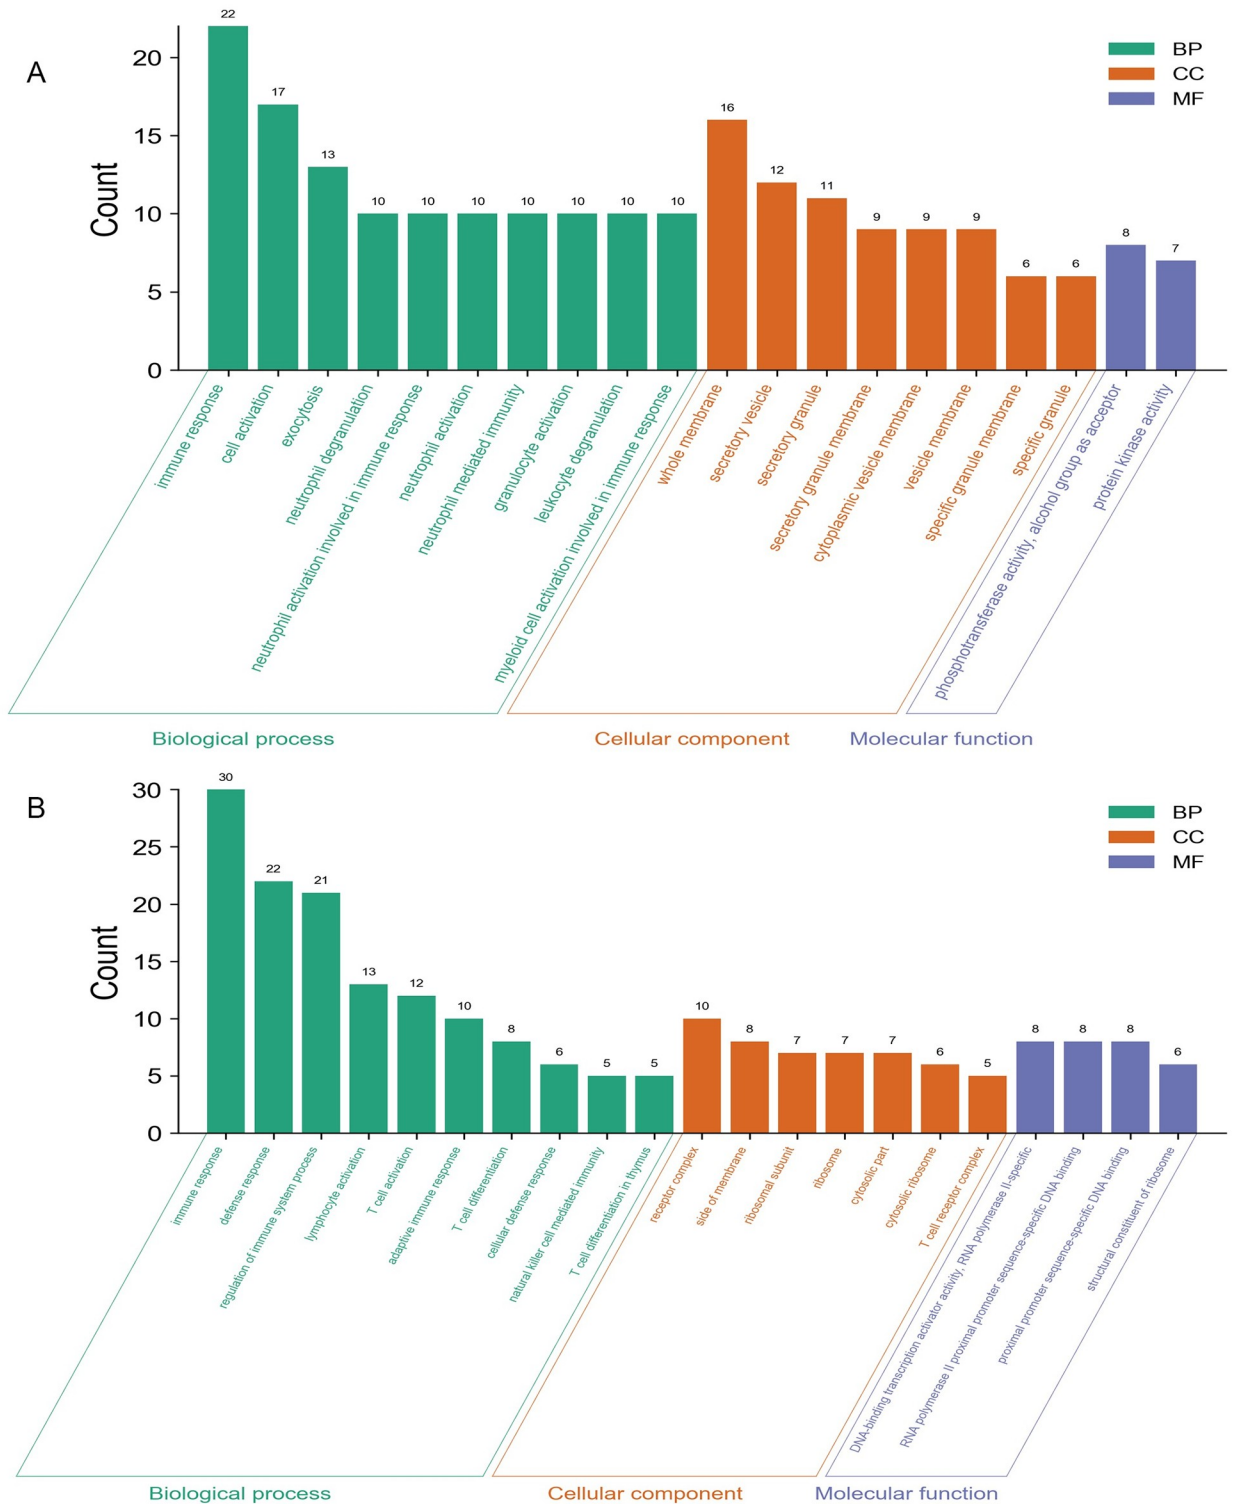 A
Count
20
15
10
5
0
22
17
13
10
10
10
10
10
10
10
16
12
11
9
9
9
6
6
8
7
BP
CC
MF
immune response
cell activation
exocytosis
neutrophil degranulation
neutrophil activation involved in immune response
neutrophil activation
neutrophil mediated immunity
granulocyte activation
leukocyte degranulation
myeloid cell activation involved in immune response
whole membrane
secretory vesicle
secretory granule
secretory granule membrane
cytoplasmic vesicle membrane
vesicle membrane
specific granule membrane
specific granule
phosphotransferase activity, alcohol group as acceptor
protein kinase activity
Biological process
Cellular component
Molecular function
B
Count
30
25
20
15
10
5
0
30
22
21
13
12
10
8
6
5
5
10
8
7
7
7
6
5
8
8
8
6
BP
CC
MF
immune response
defense response
regulation of immune system process
lymphocyte activation
T cell activation
adaptive immune response
T cell differentiation
cellular defense response
natural killer cell mediated immunity
T cell differentiation in thymus
receptor complex
side of membrane
ribosomal subunit
ribosome
cytosolic part
cytosolic ribosome
T cell receptor complex
DNA-binding transcription activator activity, RNA polymerase II-specific
RNA polymerase II proximal promoter sequence-specific DNA binding
proximal promoter sequence-specific DNA binding
structural constituent of ribosome
Biological process
Cellular component
Molecular function